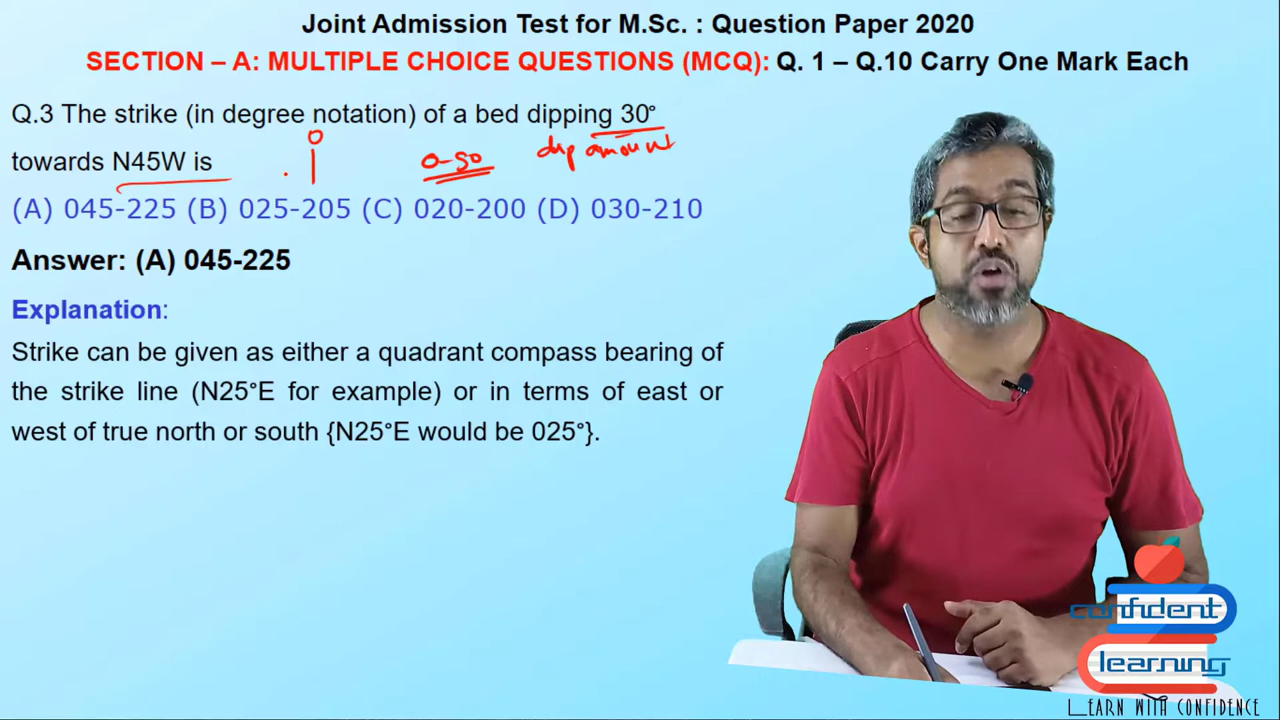 Joint Admission Test for M.Sc. : Question Paper 2020
SECTION – A: MULTIPLE CHOICE QUESTIONS (MCQ): Q. 1 – Q.10 Carry One Mark Each
Q.3 The strike (in degree notation) of a bed dipping 30°
towards N45W is
0
0-90
dip amount
(A) 045-225 (B) 025-205 (C) 020-200 (D) 030-210
Answer: (A) 045-225
Explanation:
Strike can be given as either a quadrant compass bearing of
the strike line (N25°E for example) or in terms of east or
west of true north or south {N25°E would be 025°}.
confident
learning
LEARN WITH CONFIDENCE